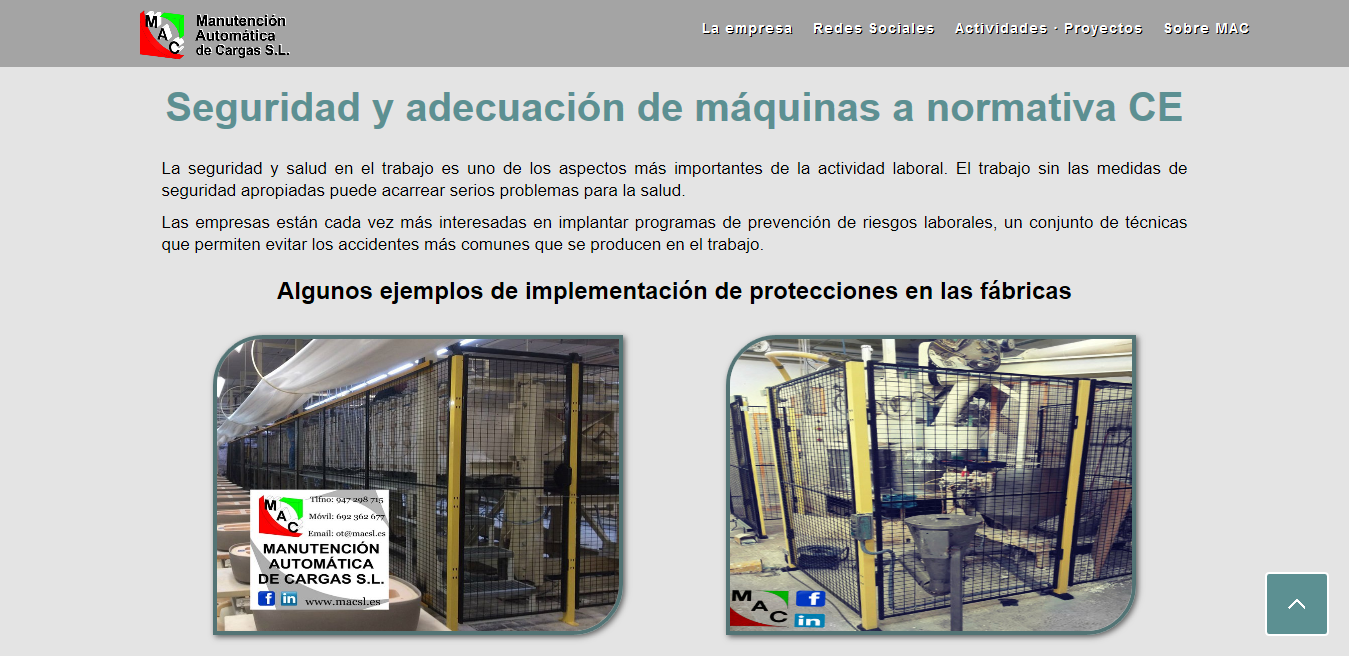 MAC
Manutención
Automática
de Cargas S.L.
La empresa
Redes Sociales
Actividades · Proyectos
Sobre MAC
Seguridad y adecuación de máquinas a normativa CE
La seguridad y salud en el trabajo es uno de los aspectos más importantes de la actividad laboral. El trabajo sin las medidas de
seguridad apropiadas puede acarrear serios problemas para la salud.
Las empresas están cada vez más interesadas en implantar programas de prevención de riesgos laborales, un conjunto de técnicas
que permiten evitar los accidentes más comunes que se producen en el trabajo.
Algunos ejemplos de implementación de protecciones en las fábricas
MAC
Tlfno: 947 298 715
Móvil: 692 362 677
Email: ot@macsl.es
MANUTENCIÓN
AUTOMÁTICA
DE CARGAS S.L.
f in www.macsl.es
MAC
f
in